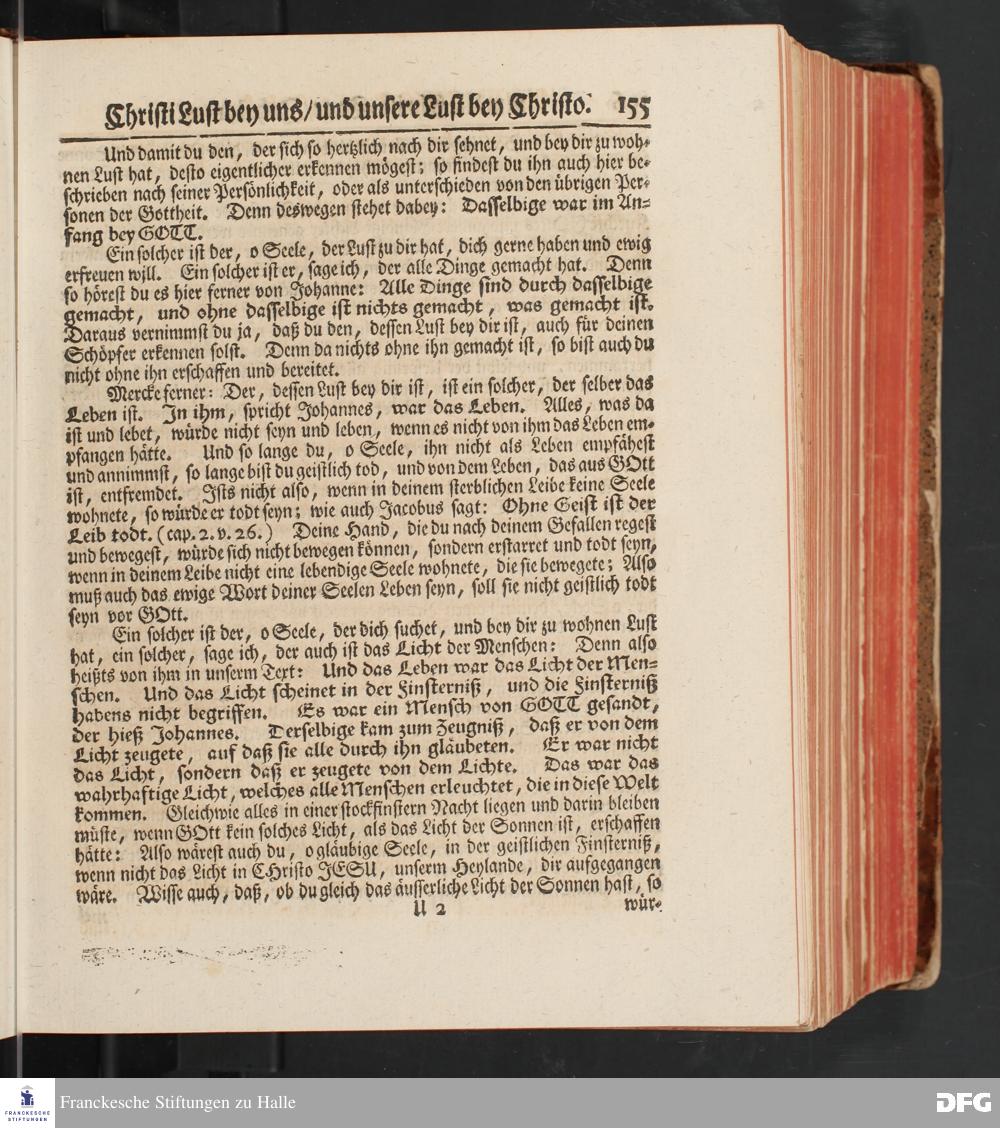 Christi Lust bey uns/und unsere Lust bey Christo. 155
Und damit du den, der sich so hertzlich nach dir sehnet, und bey dir zu woh-
nen Lust hat, desto eigentlicher erkennen mögest; so findest du ihn auch hier be-
schrieben nach seiner Persönlichkeit, oder als unterschieden von den übrigen Per-
sonen der Gottheit. Denn deswegen stehet dabey: Dasselbige war im An-
fang bey GOTT.
Ein solcher ist der, o Seele, der Lust zu dir hat, dich gerne haben und ewig
erfreuen will. Ein solcher ist er, sage ich, der alle Dinge gemacht hat. Denn
so hörest du es hier ferner von Johanne: Alle Dinge sind durch dasselbige
gemacht, und ohne dasselbige ist nichts gemacht, was gemacht ist.
Daraus vernimmst du ja, daß du den, dessen Lust bey dir ist, auch für deinen
Schöpfer erkennen solst. Denn da nichts ohne ihn gemacht ist, so bist auch du
nicht ohne ihn erschaffen und bereitet.
Mercke ferner: Der, dessen Lust bey dir ist, ist ein solcher, der selber das
Leben ist. In ihm, spricht Johannes, war das Leben. Alles, was da
ist und lebet, würde nicht seyn und leben, wenn es nicht von ihm das Leben em-
pfangen hätte. Und so lange du, o Seele, ihn nicht als Leben empfähest
und annimmst, so lange bist du geistlich tod, und von dem Leben, das aus GOtt
ist, entfremdet. Ists nicht also, wenn in deinem sterblichen Leibe keine Seele
wohnete, so würde er todt seyn; wie auch Jacobus sagt: Ohne Geist ist der
Leib todt. (cap. 2. v. 26.) Deine Hand, die du nach deinem Gefallen regest
und bewegest, würde sich nicht bewegen können, sondern erstarret und todt seyn,
wenn in deinem Leibe nicht eine lebendige Seele wohnete, die sie bewegete; Also
muß auch das ewige Wort deiner Seelen Leben seyn, soll sie nicht geistlich todt
seyn vor GOtt.
Ein solcher ist der, o Seele, der dich suchet, und bey dir zu wohnen Lust
hat, ein solcher, sage ich, der auch ist das Licht der Menschen: Denn also
heißts von ihm in unserm Text: Und das Leben war das Licht der Men-
schen. Und das Licht scheinet in der Finsterniß, und die Finsterniß
habens nicht begriffen. Es war ein Mensch von GOTT gesandt,
der hieß Johannes. Derselbige kam zum Zeugniß, daß er von dem
Licht zeugete, auf daß sie alle durch ihn gläubeten. Er war nicht
das Licht, sondern daß er zeugete von dem Lichte. Das war das
wahrhaftige Licht, welches alle Menschen erleuchtet, die in diese Welt
kommen. Gleichwie alles in einer stockfinstern Nacht liegen und darin bleiben
müste, wenn GOtt kein solches Licht, als das Licht der Sonnen ist, erschaffen
hätte: Also wärest auch du, o gläubige Seele, in der geistlichen Finsterniß,
wenn nicht das Licht in CHristo JESU, unserm Heylande, dir aufgegangen
wäre. Wisse auch, daß, ob du gleich das äusserliche Licht der Sonnen hast, so
U 2 wür-
FRANCKESCHE
STIFTUNGEN
Franckesche Stiftungen zu Halle
DFG